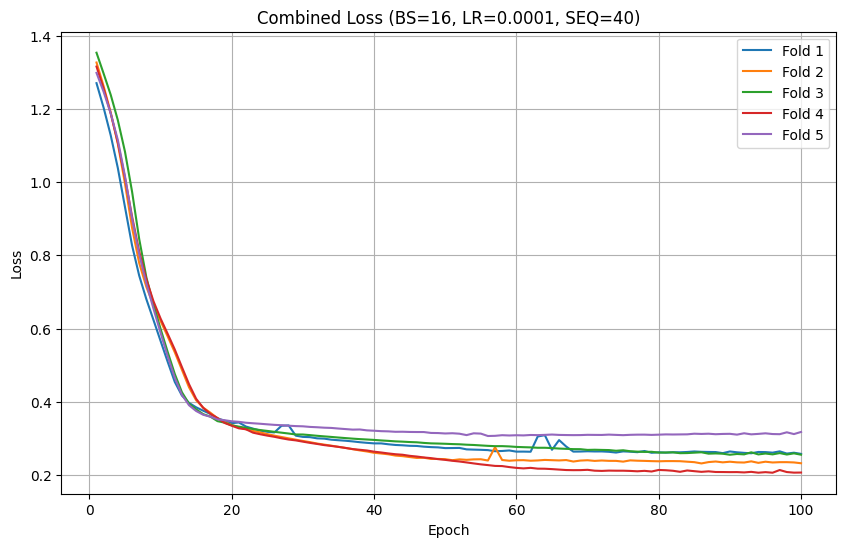 Combined Loss (BS=16, LR=0.0001, SEQ=40)
Loss
1.4
1.2
1.0
0.8
0.6
0.4
0.2
Fold 1
Fold 2
Fold 3
Fold 4
Fold 5
0 20 40 60 80 100
Epoch